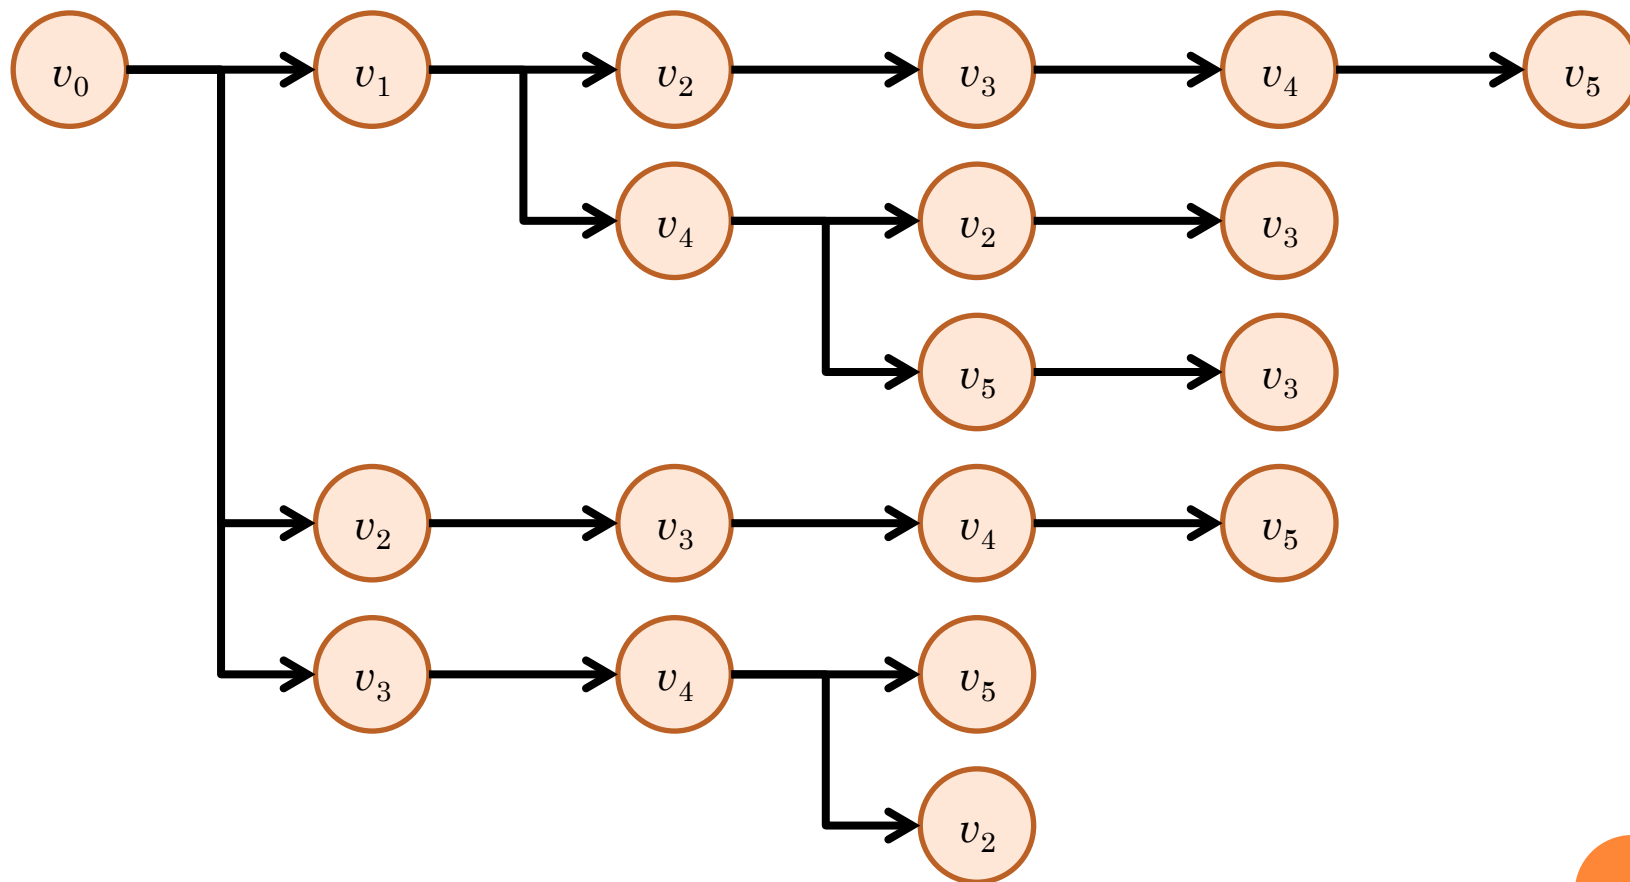 v₀ v₁ v₂ v₃ v₄ v₅
v₄ v₂ v₃
v₅ v₃
v₂ v₃ v₄ v₅
v₃ v₄ v₅
v₂